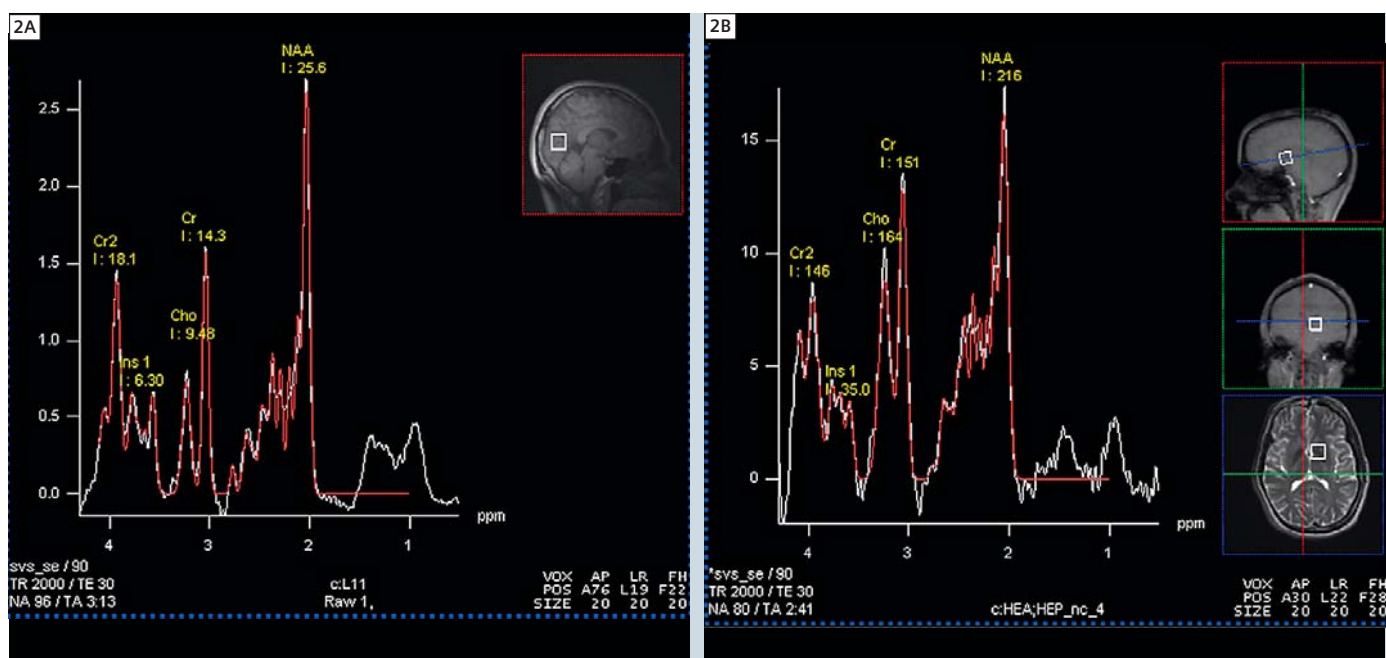 2A
NAA
I : 25.6
2.5
2.0
Cr
I : 14.3
Cr2
I : 18.1
1.5
Cho
I : 9.48
1.0
Ins 1
I : 6.30
0.5
0.0
ppm
4 3 2 1
svs_se / 90
TR 2000 / TE 30
NA 96 / TA 3:13
c:L11
Raw 1,
VOX AP LR FH
POS A76 L19 F22
SIZE 20 20 20
2B
NAA
I : 216
15
Cr
I : 151
Cho
I : 164
10
Cr2
I : 146
5
Ins 1
I : 35.0
0
ppm
4 3 2 1
*svs_se / 90
TR 2000 / TE 30
NA 80 / TA 2:41
c:HEA;HEP_nc_4
VOX AP LR FH
POS A30 L22 F28
SIZE 20 20 20